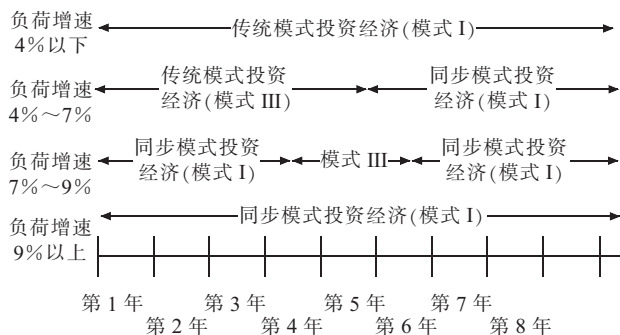 负荷增速
4%以下
传统模式投资经济(模式 I)
负荷增速
4%～7%
传统模式投资
经济(模式 III)
同步模式投资
经济(模式 I)
负荷增速
7%～9%
同步模式投资
经济(模式 I)
模式 III
同步模式投资
经济(模式 I)
负荷增速
9%以上
同步模式投资经济(模式 I)
第 1 年
第 2 年
第 3 年
第 4 年
第 5 年
第 6 年
第 7 年
第 8 年